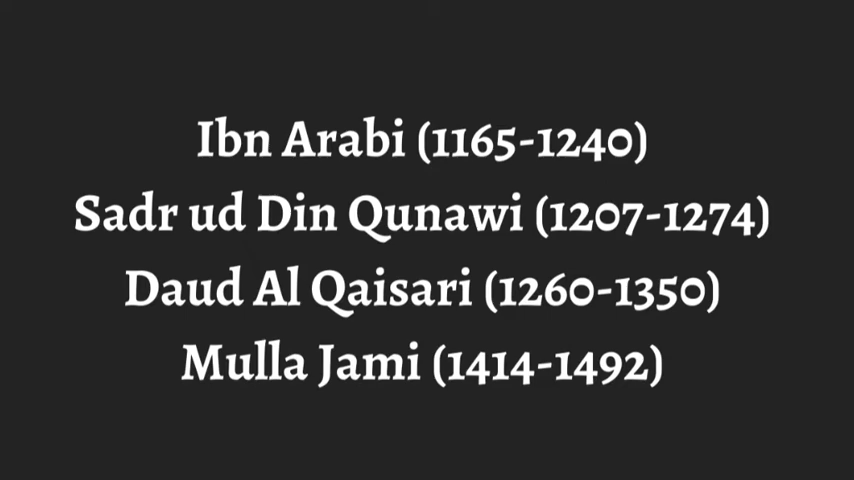 Ibn Arabi (1165-1240)
Sadr ud Din Qunawi (1207-1274)
Daud Al Qaisari (1260-1350)
Mulla Jami (1414-1492)